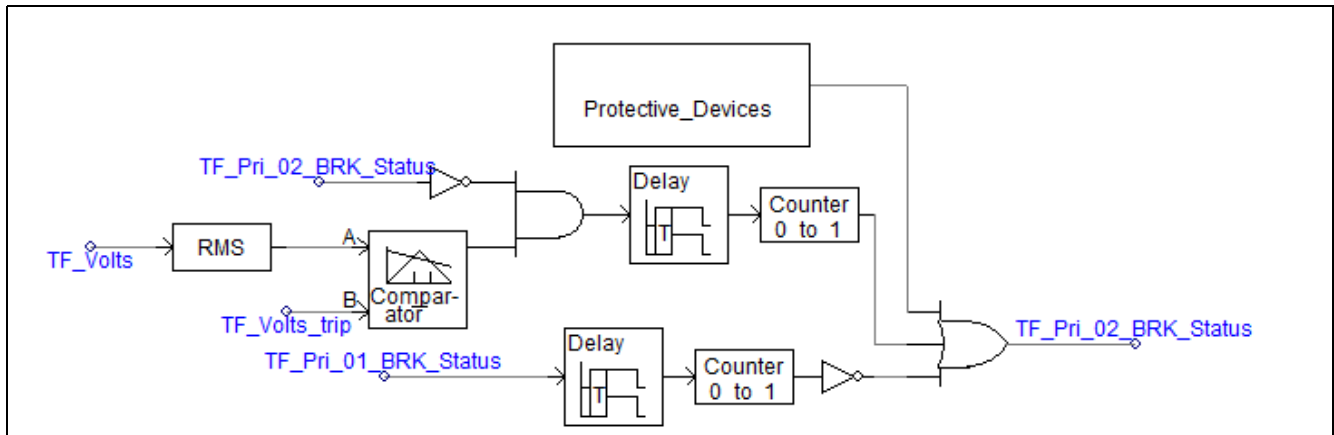 Protective_Devices
TF_Pri_02_BRK_Status
Delay
T
Counter
0 to 1
RMS
A
TF_Volts
B
Compar-
ator
TF_Volts_trip
TF_Pri_02_BRK_Status
TF_Pri_01_BRK_Status
Delay
T
Counter
0 to 1